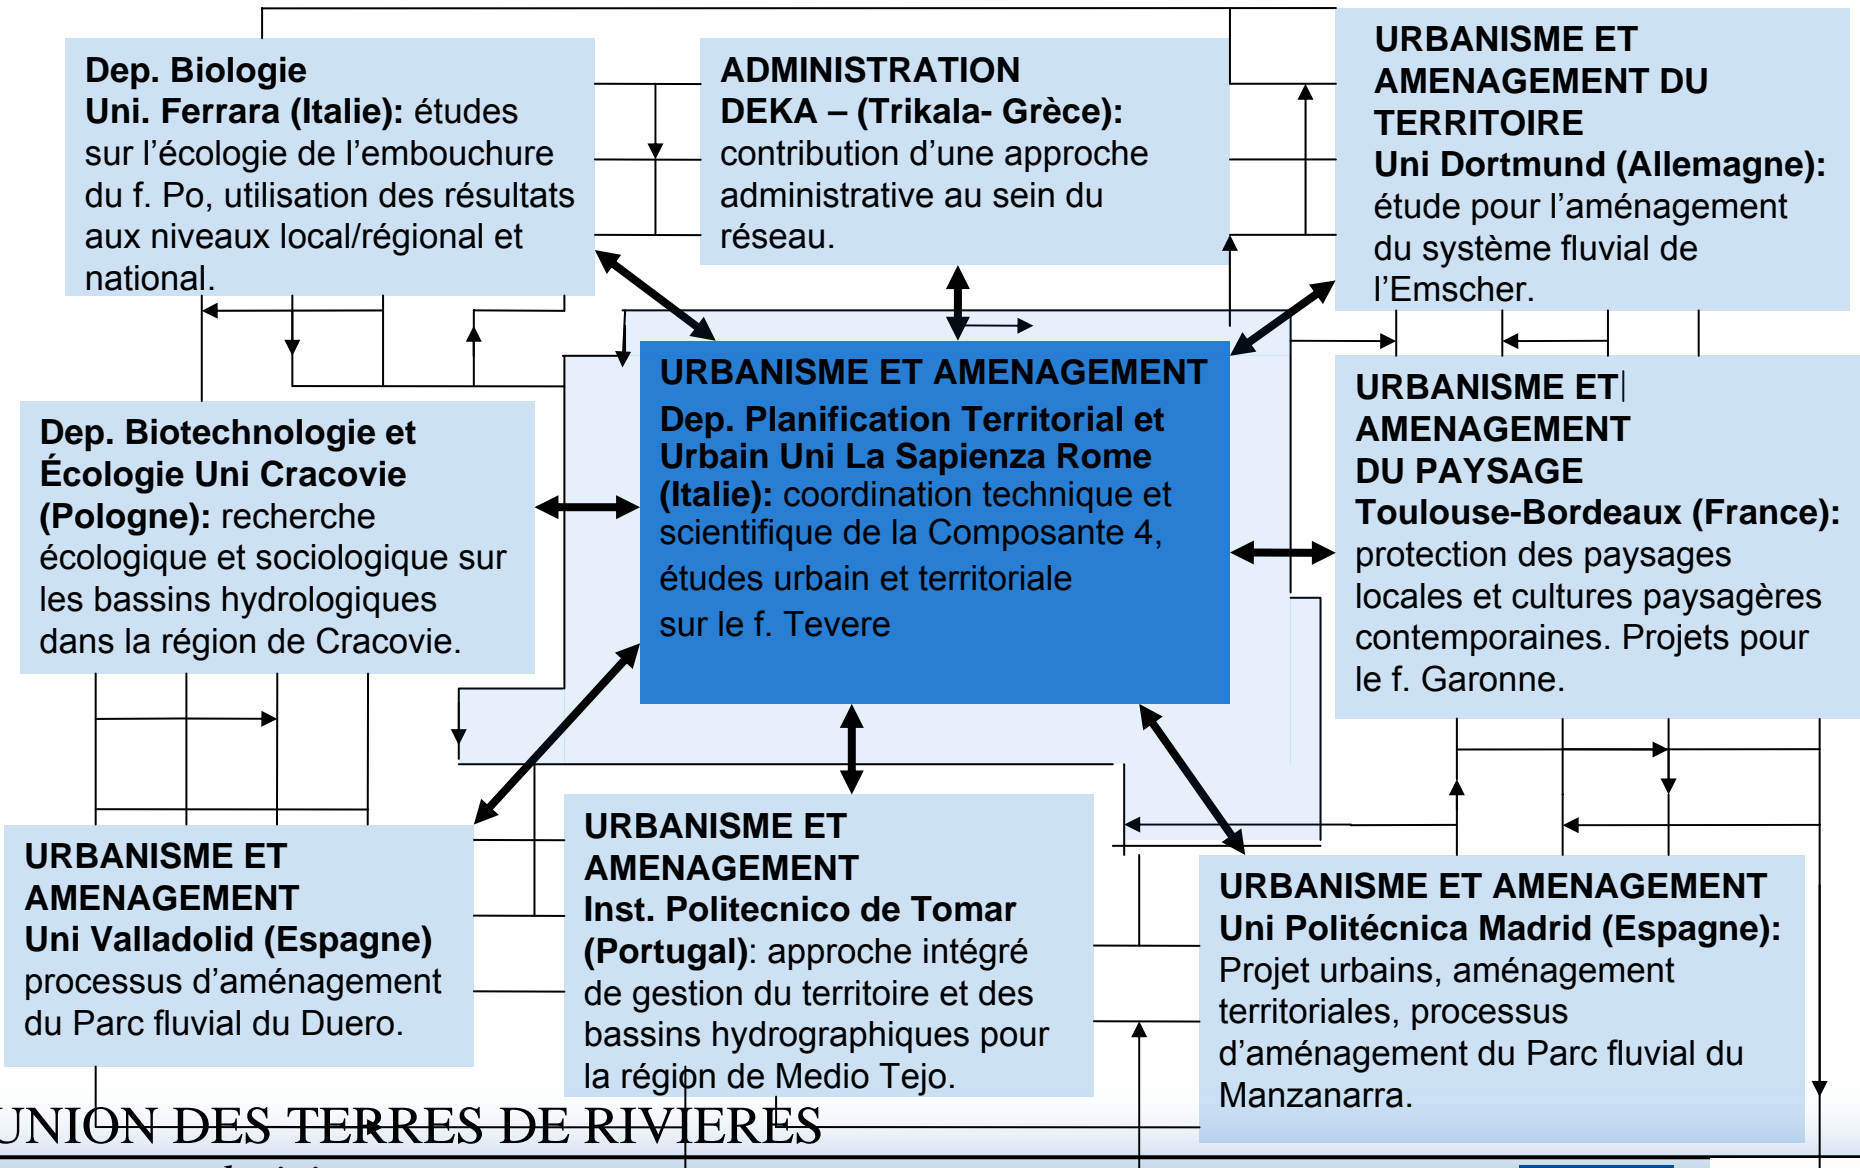 Dep. Biologie
Uni. Ferrara (Italie): études
sur l’écologie de l’embouchure
du f. Po, utilisation des résultats
aux niveaux local/régional et
national.
ADMINISTRATION
DEKA – (Trikala- Grèce):
contribution d’une approche
administrative au sein du
réseau.
URBANISME ET
AMENAGEMENT DU
TERRITOIRE
Uni Dortmund (Allemagne):
étude pour l’aménagement
du système fluvial de
l’Emscher.
Dep. Biotechnologie et
Écologie Uni Cracovie
(Pologne): recherche
écologique et sociologique sur
les bassins hydrologiques
dans la région de Cracovie.
URBANISME ET AMENAGEMENT
Dep. Planification Territorial et
Urbain Uni La Sapienza Rome
(Italie): coordination technique et
scientifique de la Composante 4,
études urbain et territoriale
sur le f. Tevere
URBANISME ET
AMENAGEMENT
DU PAYSAGE
Toulouse-Bordeaux (France):
protection des paysages
locales et cultures paysagères
contemporaines. Projets pour
le f. Garonne.
URBANISME ET
AMENAGEMENT
Uni Valladolid (Espagne)
processus d’aménagement
du Parc fluvial du Duero.
URBANISME ET
AMENAGEMENT
Inst. Politecnico de Tomar
(Portugal): approche intégré
de gestion du territoire et des
bassins hydrographiques pour
la région de Medio Tejo.
URBANISME ET AMENAGEMENT
Uni Politécnica Madrid (Espagne):
Projet urbains, aménagement
territoriales, processus
d’aménagement du Parc fluvial du
Manzanarra.
UNION DES TERRES DE RIVIERES